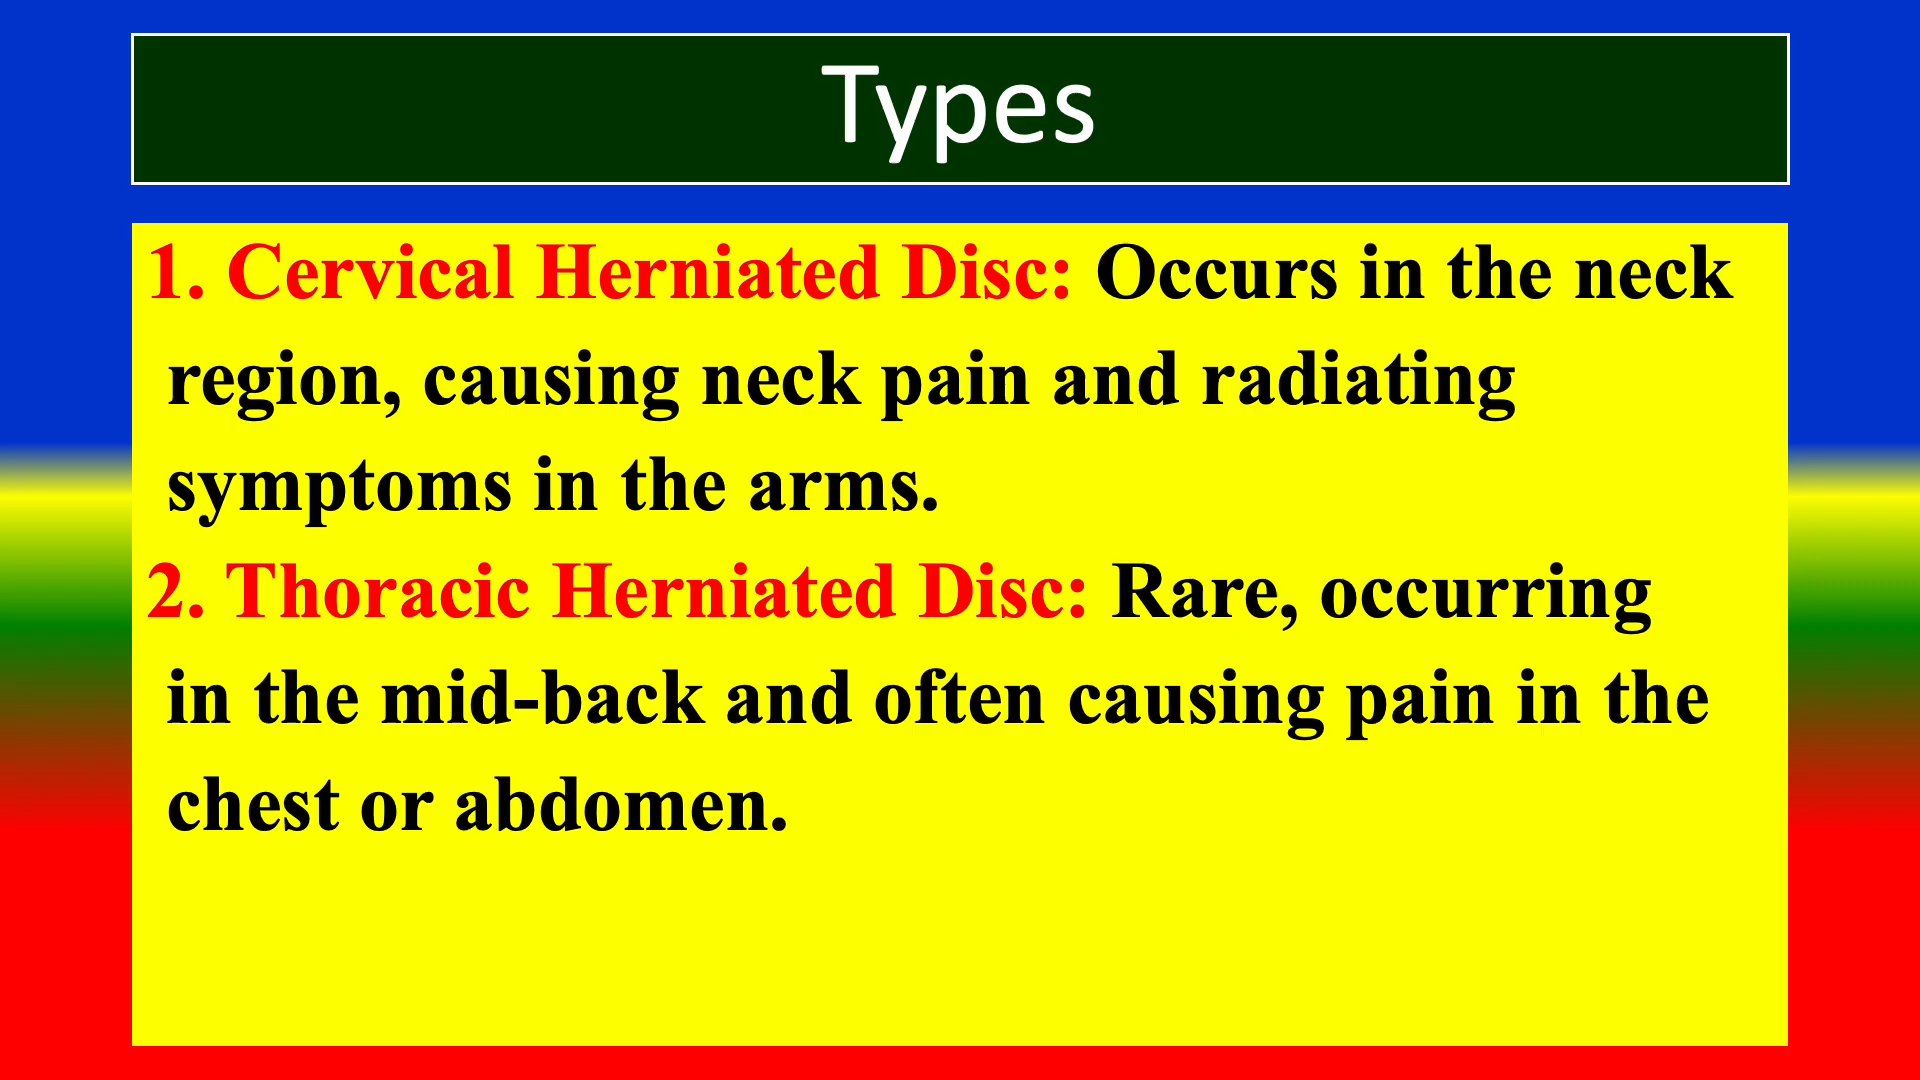 Types
1. Cervical Herniated Disc: Occurs in the neck
region, causing neck pain and radiating
symptoms in the arms.
2. Thoracic Herniated Disc: Rare, occurring
in the mid-back and often causing pain in the
chest or abdomen.